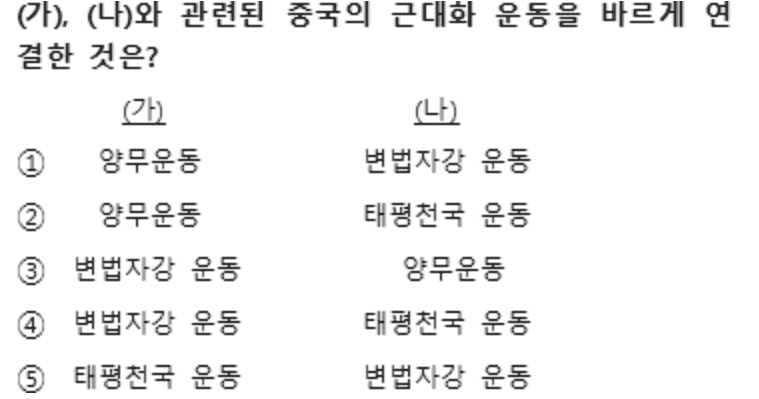 (가), (나)와 관련된 중국의 근대화 운동을 바르게 연
결한 것은?
(가) (나)
① 양무운동 변법자강 운동
② 양무운동 태평천국 운동
③ 변법자강 운동 양무운동
④ 변법자강 운동 태평천국 운동
⑤ 태평천국 운동 변법자강 운동